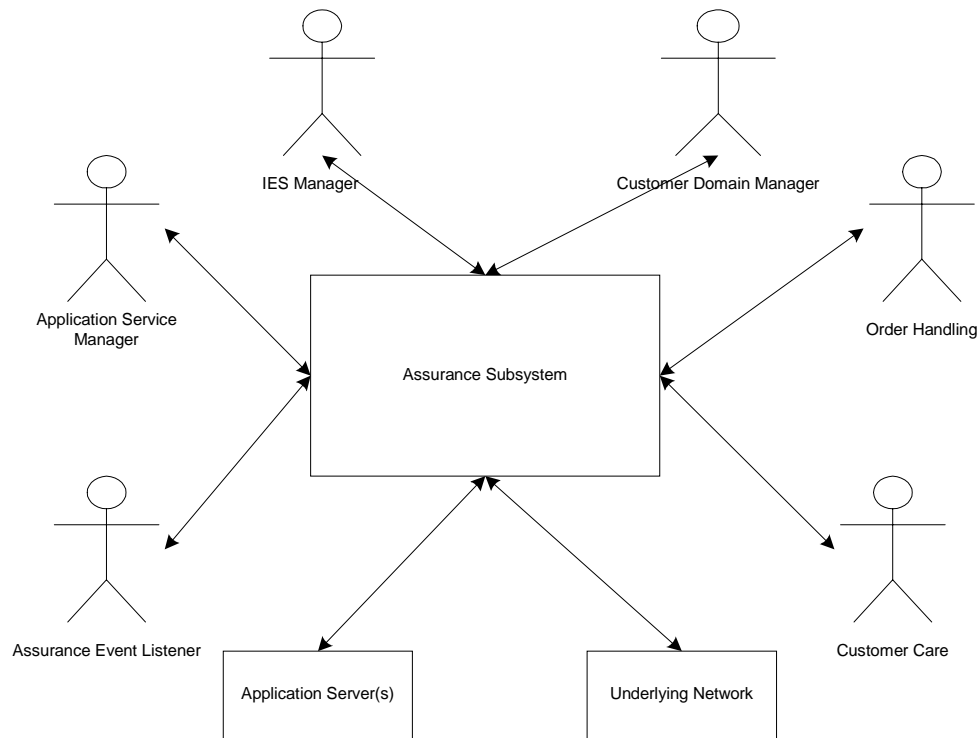 IES Manager
Customer Domain Manager
Application Service
Manager
Order Handling
Assurance Subsystem
Assurance Event Listener
Customer Care
Application Server(s)
Underlying Network